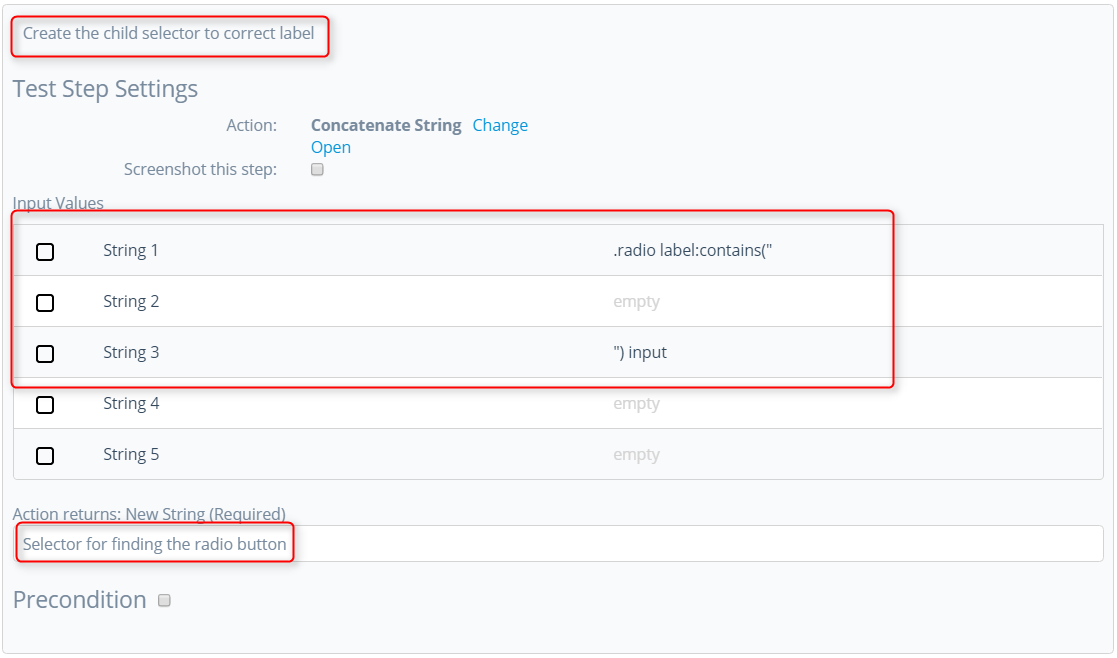 Create the child selector to correct label
Test Step Settings
Action: Concatenate String Change
Open
Screenshot this step:
Input Values
String 1 .radio label:contains("
String 2 empty
String 3 ") input
String 4 empty
String 5 empty
Action returns: New String (Required)
Selector for finding the radio button
Precondition